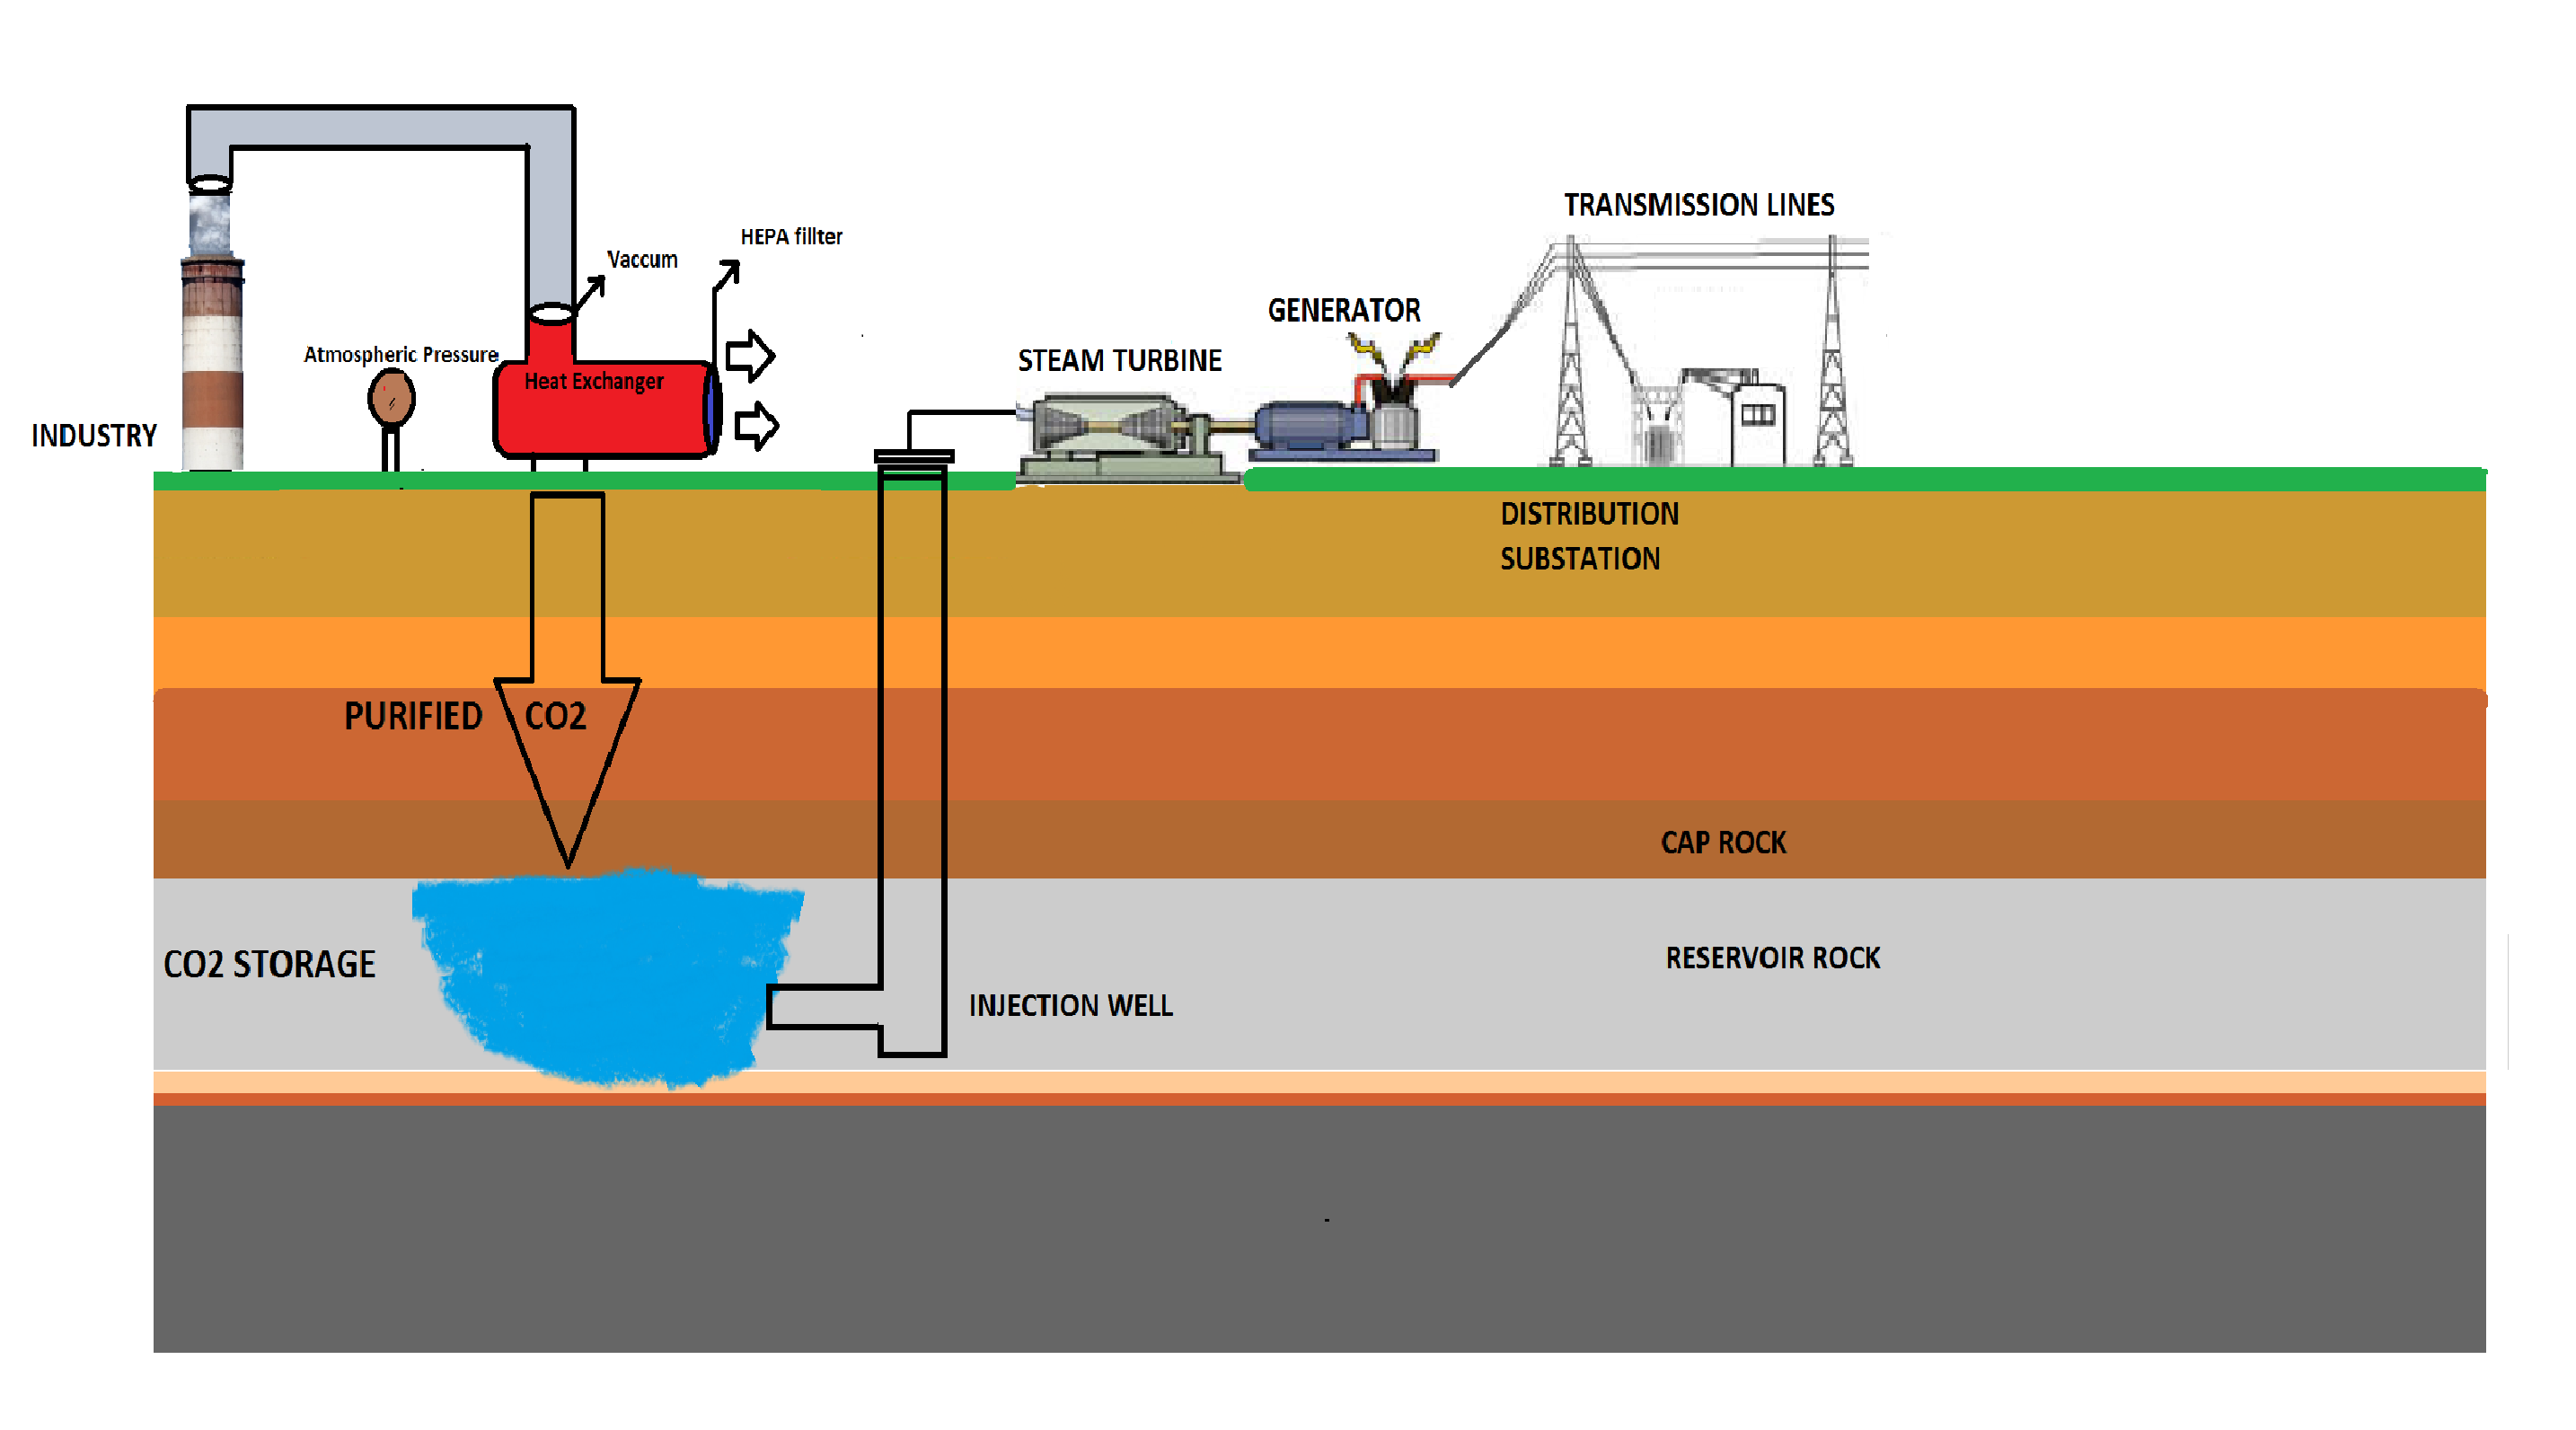 TRANSMISSION LINES
HEPA fillter
Vaccum
GENERATOR
Atmospheric Pressure
STEAM TURBINE
Heat Exchanger
INDUSTRY
DISTRIBUTION
SUBSTATION
PURIFIED CO2
CAP ROCK
CO2 STORAGE
RESERVOIR ROCK
INJECTION WELL